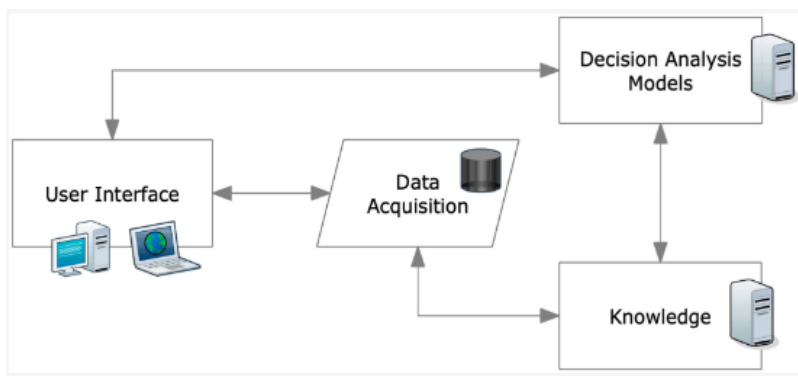 Decision Analysis
Models
User Interface
Data
Acquisition
Knowledge